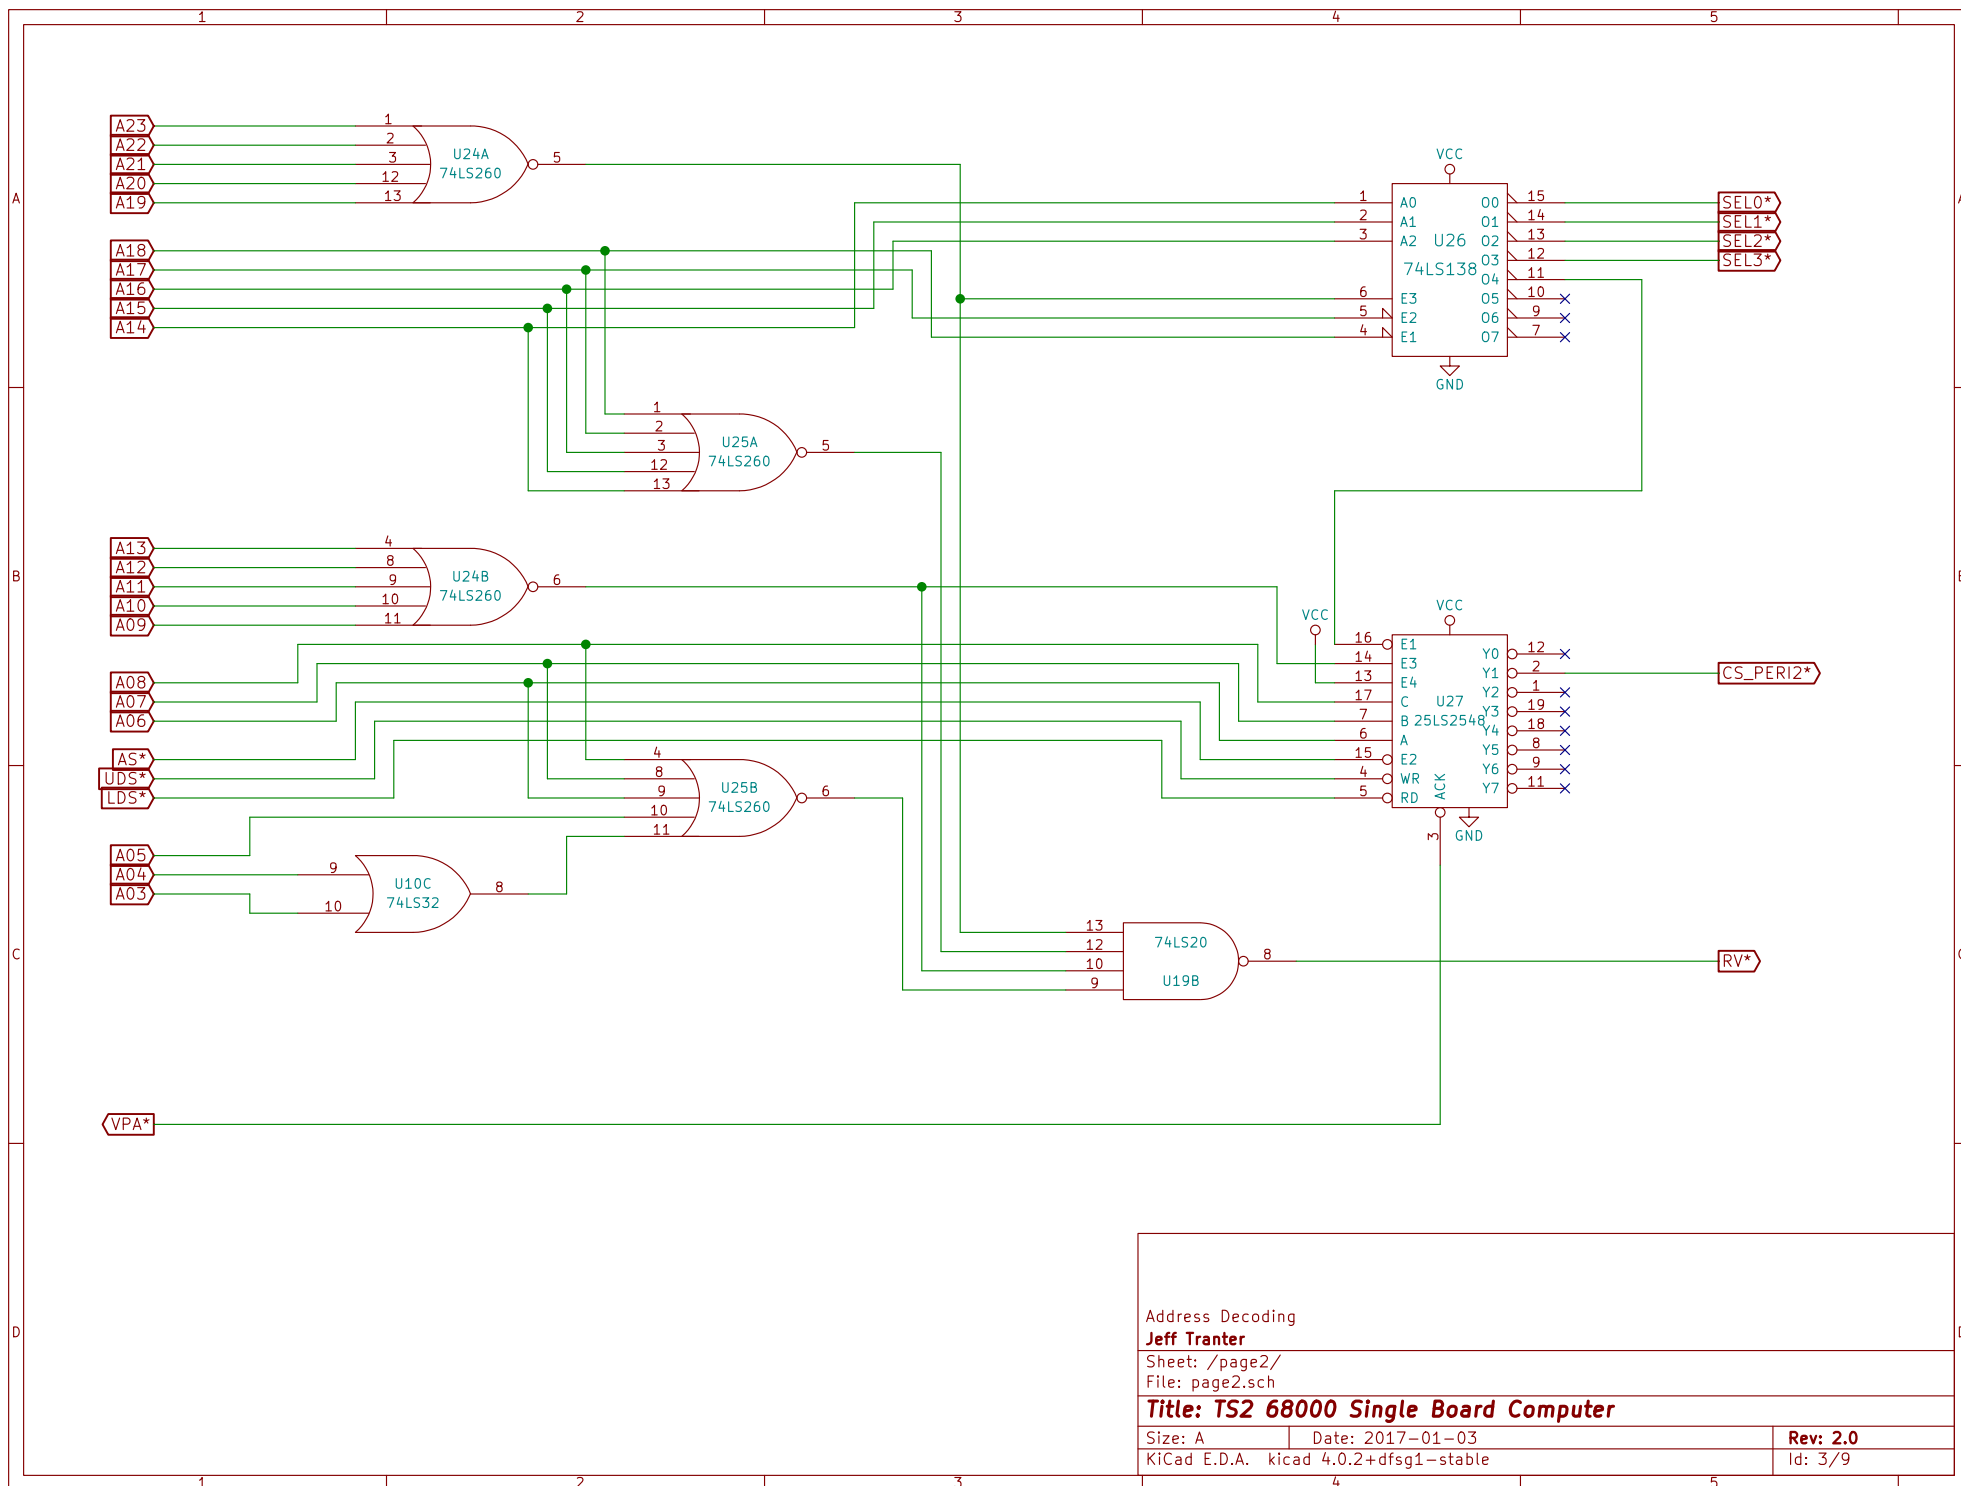 1 2 3 4 5
A
B
C
D
A23
A22
A21
A20
A19
1
2
3
12
13
U24A
74LS260
5
A18
A17
A16
A15
A14
1
2
3
12
13
U25A
74LS260
5
VCC
1 A0
2 A1
3 A2
6 E3
5 E2
4 E1
U26
74LS138
O0 15
O1 14
O2 13
O3 12
O4 11
O5 10
O6 9
O7 7
GND
SEL0*
SEL1*
SEL2*
SEL3*
A13
A12
A11
A10
A09
4
8
9
10
11
U24B
74LS260
6
A08
A07
A06
AS*
UDS*
LDS*
4
8
9
10
11
U25B
74LS260
6
A05
A04
A03
9
10
U10C
74LS32
8
VCC
VCC
16 E1
14 E3
13 E4
17 C
7 B
6 A
15 E2
4 WR
5 RD
U27
25LS2548
Y0 12
Y1 2
Y2 1
Y3 19
Y4 18
Y5 8
Y6 9
Y7 11
ACK
3
GND
CS_PERI2*
13
12
10
9
74LS20
U19B
8
RV*
VPA*
Address Decoding
Jeff Tranter
Sheet: /page2/
File: page2.sch
Title: TS2 68000 Single Board Computer
Size: A Date: 2017-01-03 Rev: 2.0
KiCad E.D.A. kicad 4.0.2+dfsg1-stable Id: 3/9
1 2 3 4 5